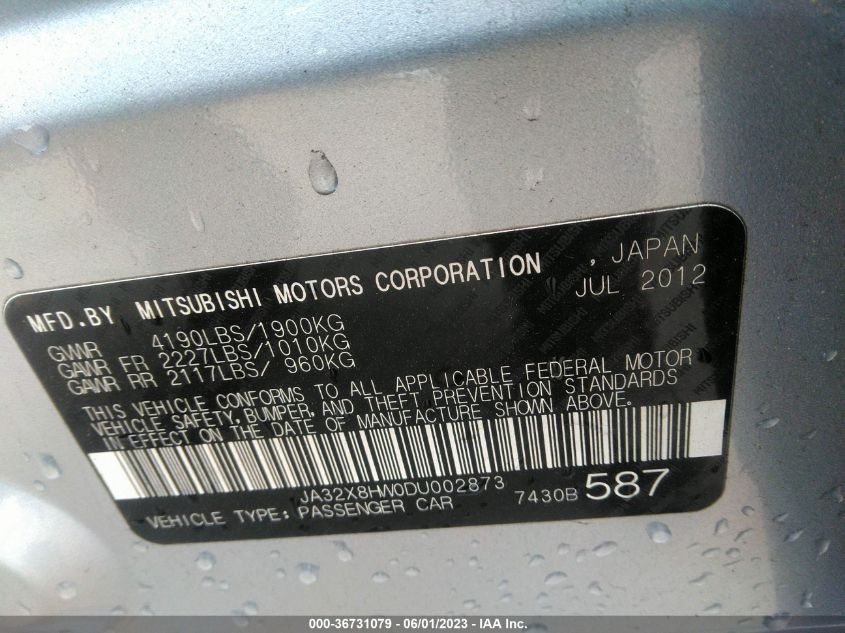 MFD.BY MITSUBISHI MOTORS CORPORATION , JAPAN
JUL 2012
GVWR 4190LBS/1900KG
GAWR FR 2227LBS/1010KG
GAWR RR 2117LBS/ 960KG
THIS VEHICLE CONFORMS TO ALL APPLICABLE FEDERAL MOTOR
VEHICLE SAFETY, BUMPER, AND THEFT PREVENTION STANDARDS
IN EFFECT ON THE DATE OF MANUFACTURE SHOWN ABOVE.
JA32X8HW0DU002873 7430B 587
VEHICLE TYPE: PASSENGER CAR
000-36731079 - 06/01/2023 - IAA Inc.